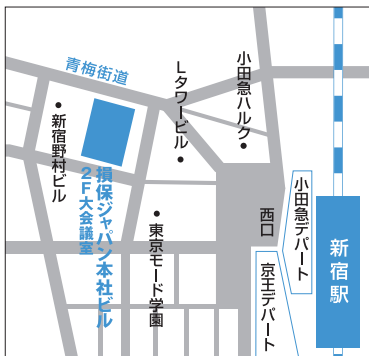 青梅街道
Lタワービル
小田急ハルク
新宿野村ビル
損保ジャパン本社ビル
2F大会議室
東京モード学園
西口
小田急デパート
京王デパート
新宿駅